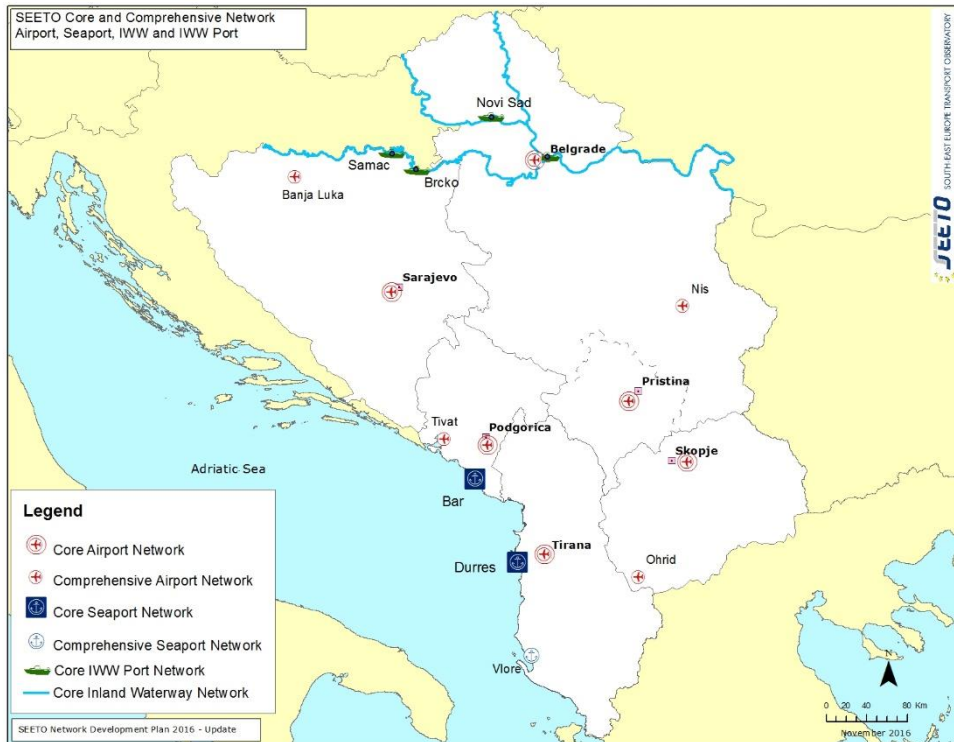 SEETO Core and Comprehensive Network
Airport, Seaport, IWW and IWW Port
SEETO
SOUTH-EAST EUROPE TRANSPORT OBSERVATORY
Novi Sad
Belgrade
Samac
Brcko
Banja Luka
Sarajevo
Nis
Pristina
Tivat
Podgorica
Skopje
Adriatic Sea
Bar
Tirana
Durres
Ohrid
Vlore
Legend
Core Airport Network
Comprehensive Airport Network
Core Seaport Network
Comprehensive Seaport Network
Core IWW Port Network
Core Inland Waterway Network
N
0 20 40 80 Km
November 2016
SEETO Network Development Plan 2016 - Update